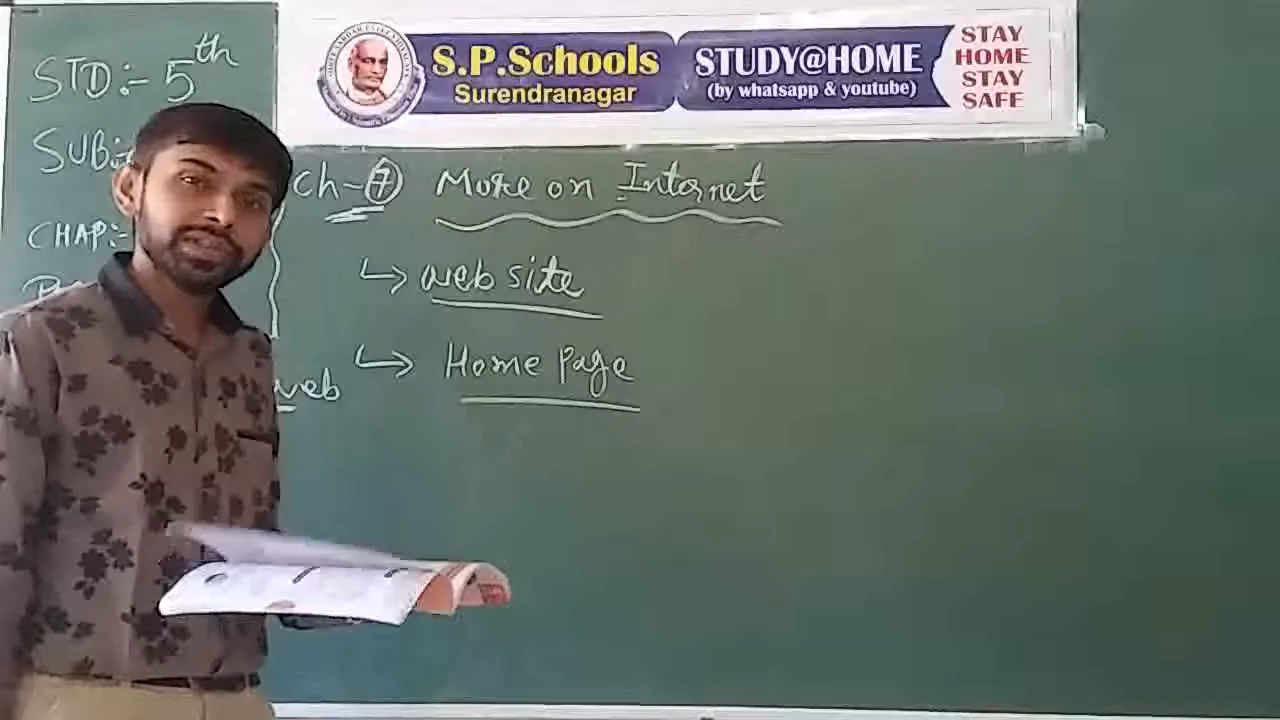 STD:- 5th
SUB:-
CHAP:-
S.P.Schools
Surendranagar
STUDY@HOME
(by whatsapp & youtube)
STAY
HOME
STAY
SAFE
Ch-7 More on Internet
↳ web site
↳ Home page
web